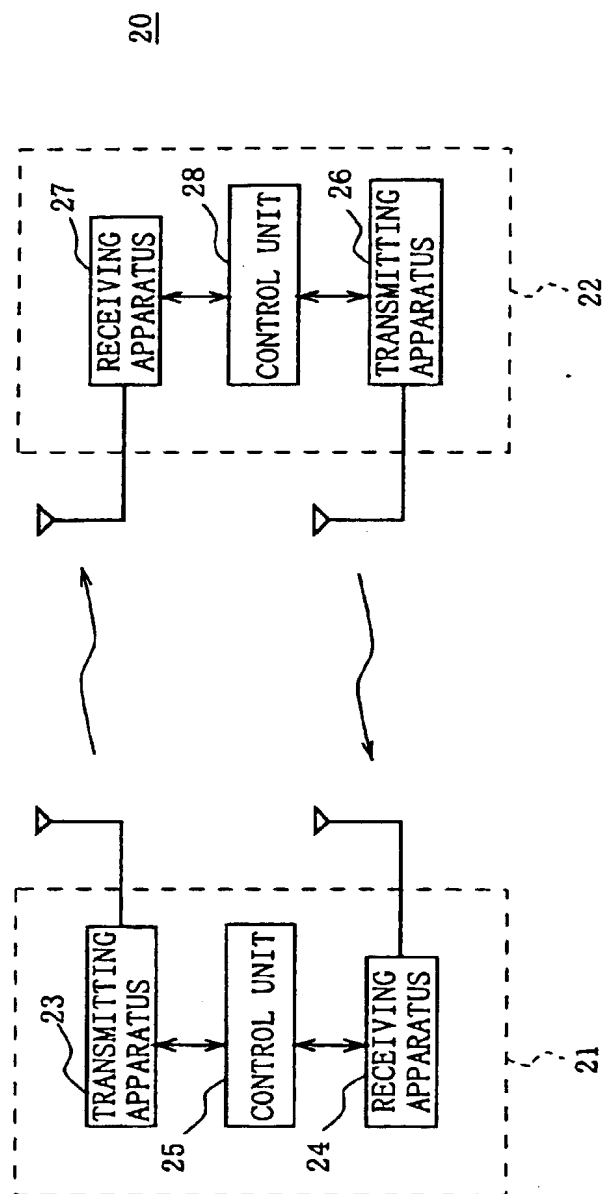 20
23
TRANSMITTING
APPARATUS
25
CONTROL UNIT
24
RECEIVING
APPARATUS
21
27
RECEIVING
APPARATUS
28
CONTROL UNIT
26
TRANSMITTING
APPARATUS
22